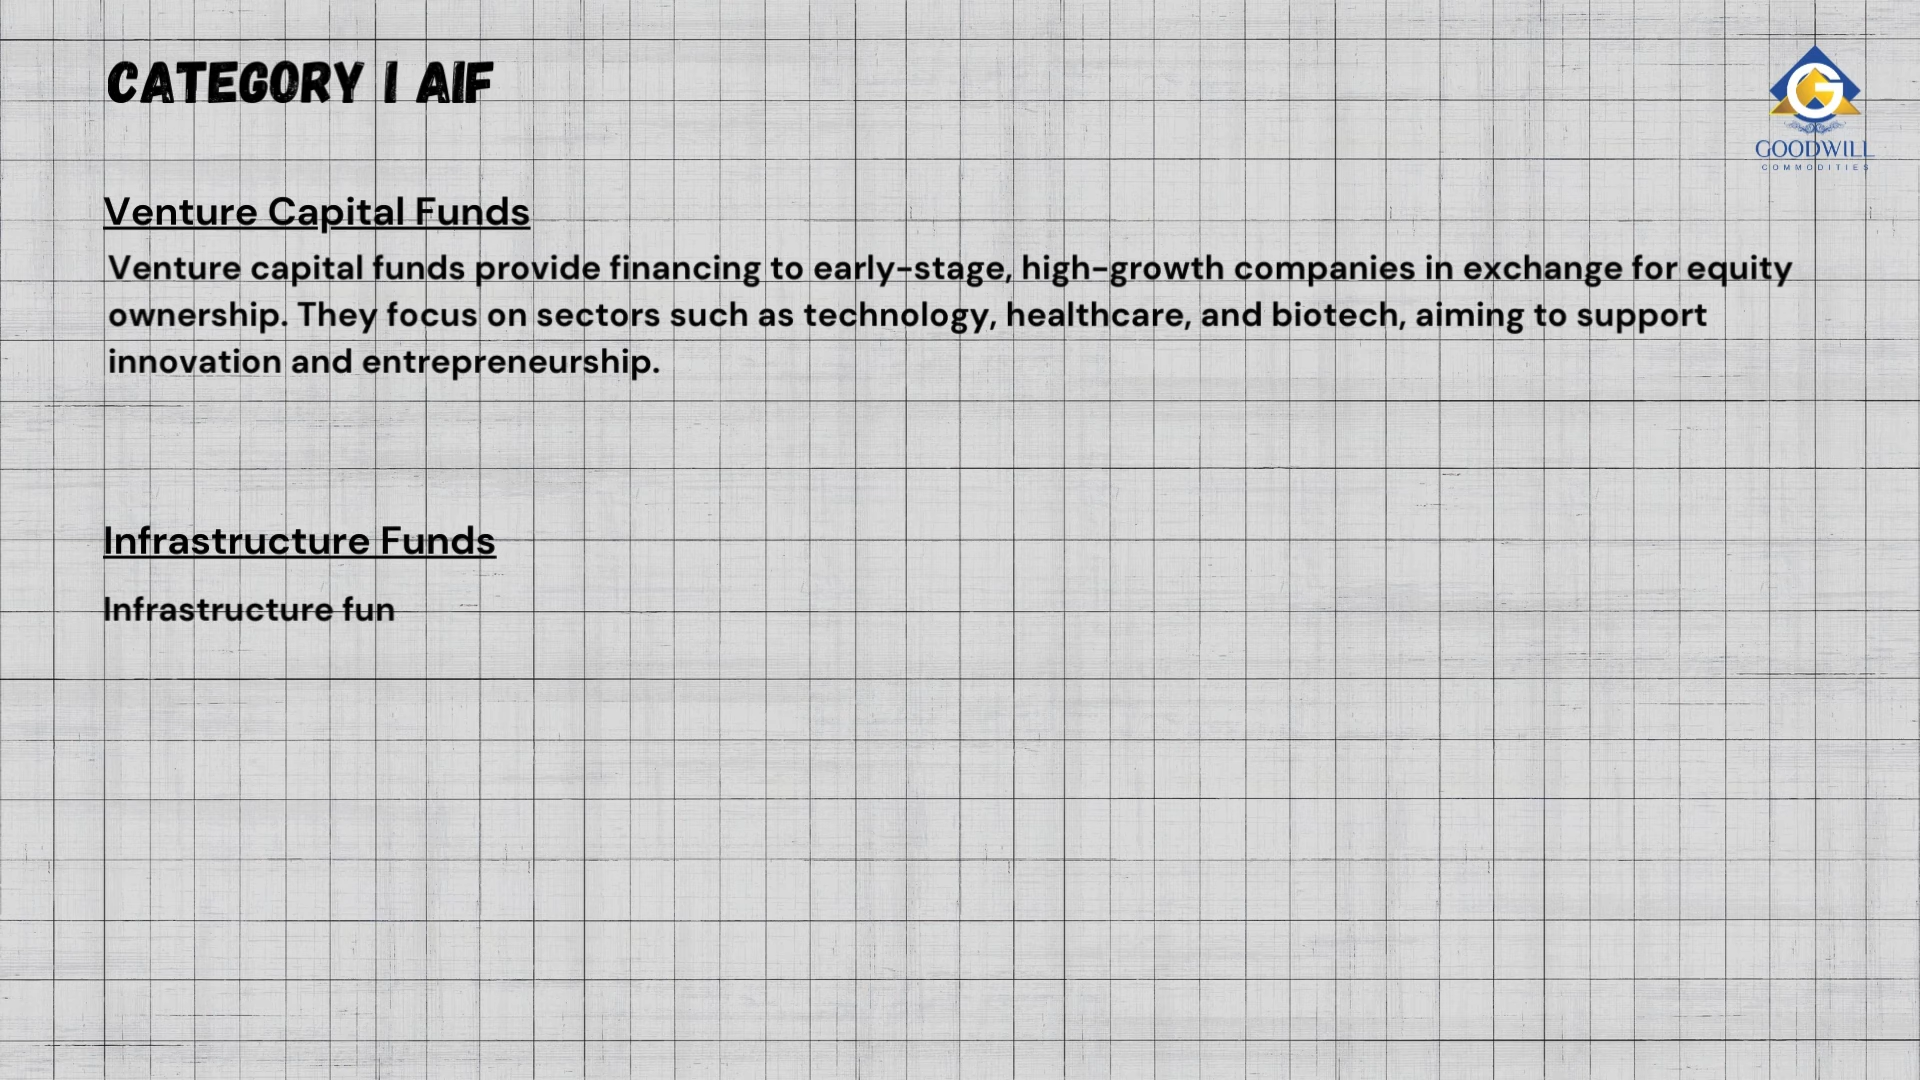 CATEGORY I AIF
GOODWILL
COMMODITIES
Venture Capital Funds
Venture capital funds provide financing to early-stage, high-growth companies in exchange for equity
ownership. They focus on sectors such as technology, healthcare, and biotech, aiming to support
innovation and entrepreneurship.
Infrastructure Funds
Infrastructure fun